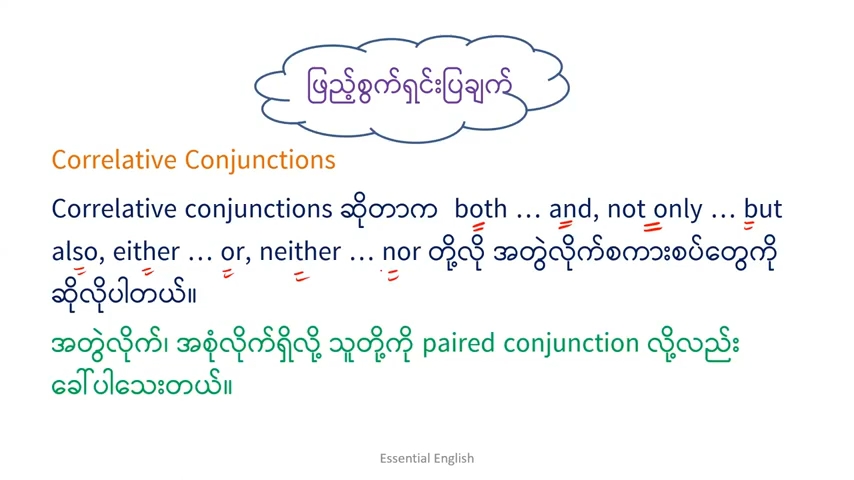 ဖြည့်စွက်ရှင်းပြချက်
Correlative Conjunctions
Correlative conjunctions ဆိုတာက both ... and, not only ... but
also, either ... or, neither ... nor တို့လို အတွဲလိုက်စကားစပ်တွေကို
ဆိုလိုပါတယ်။
အတွဲလိုက်၊ အစုံလိုက်ရှိလို့ သူတို့ကို paired conjunction လို့လည်း
ခေါ်ပါသေးတယ်။
Essential English